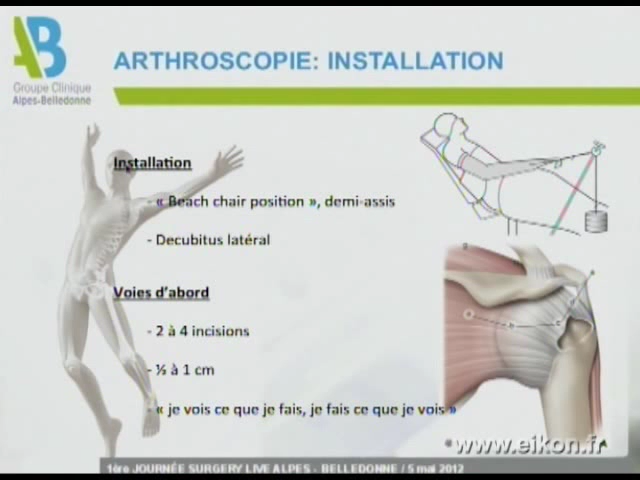 AB
Groupe Clinique
Alpes-Belledonne
ARTHROSCOPIE: INSTALLATION
Installation
- « Beach chair position », demi-assis
- Decubitus latéral
Voies d'abord
- 2 à 4 incisions
- ½ à 1 cm
- « je vois ce que je fais, je fais ce que je vois »
www.eikon.fr
1ère JOURNÉE SURGERY LIVE ALPES - BELLEDONNE / 5 mai 2012